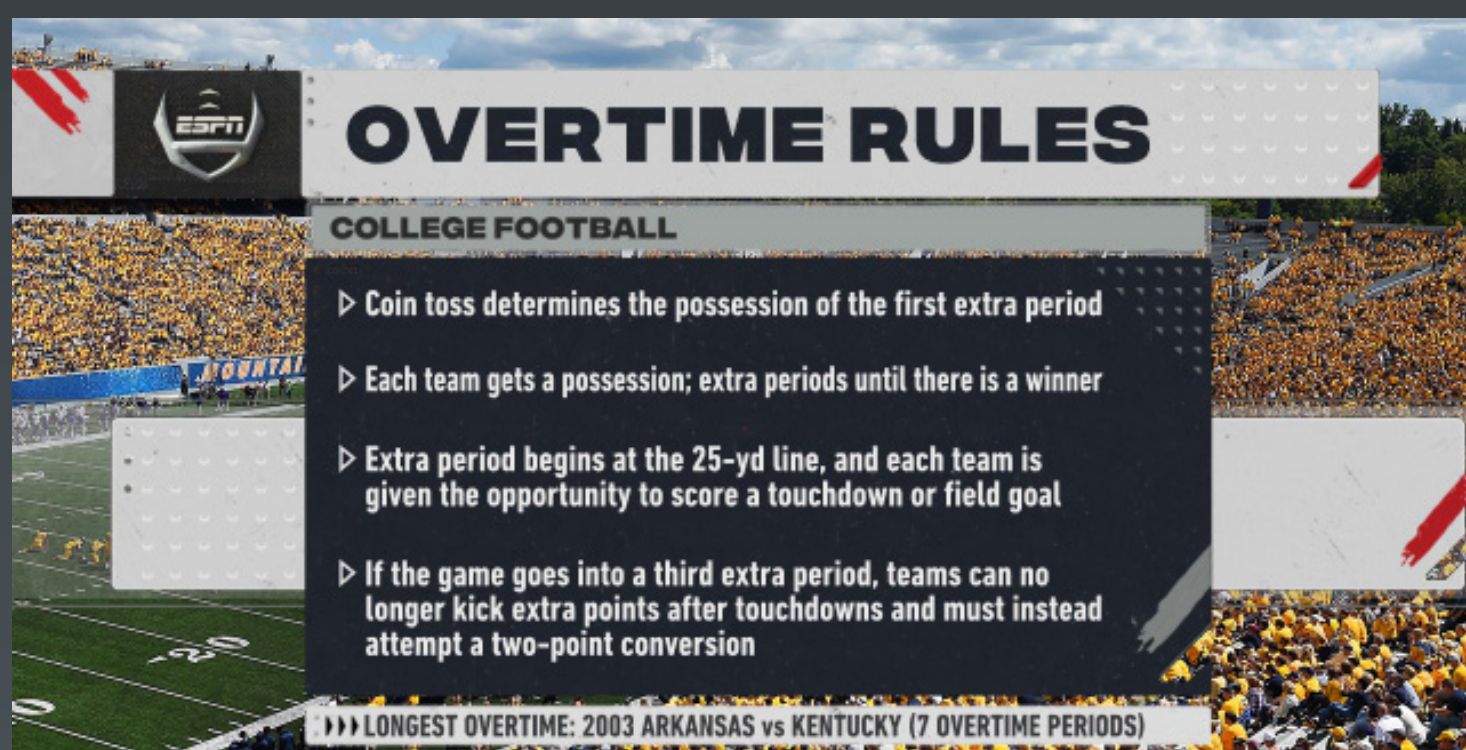 ESPN
OVERTIME RULES
COLLEGE FOOTBALL
Coin toss determines the possession of the first extra period
Each team gets a possession; extra periods until there is a winner
Extra period begins at the 25-yd line, and each team is
given the opportunity to score a touchdown or field goal
MOUNTAI
If the game goes into a third extra period, teams can no
longer kick extra points after touchdowns and must instead
attempt a two-point conversion
20
0
LONGEST OVERTIME: 2003 ARKANSAS vs KENTUCKY (7 OVERTIME PERIODS)